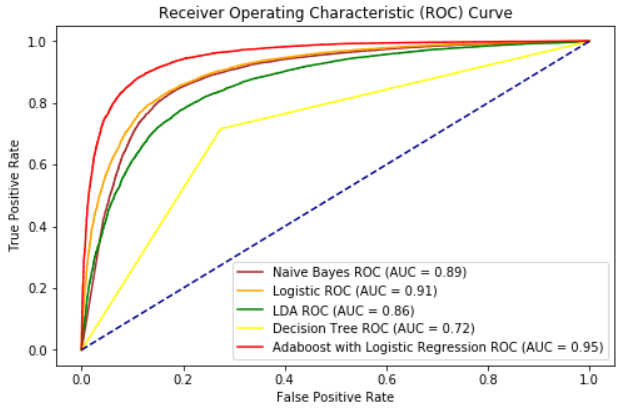 Receiver Operating Characteristic (ROC) Curve
True Positive Rate
1.0
0.8
0.6
0.4
0.2
0.0
Naive Bayes ROC (AUC = 0.89)
Logistic ROC (AUC = 0.91)
LDA ROC (AUC = 0.86)
Decision Tree ROC (AUC = 0.72)
Adaboost with Logistic Regression ROC (AUC = 0.95)
0.0 0.2 0.4 0.6 0.8 1.0
False Positive Rate